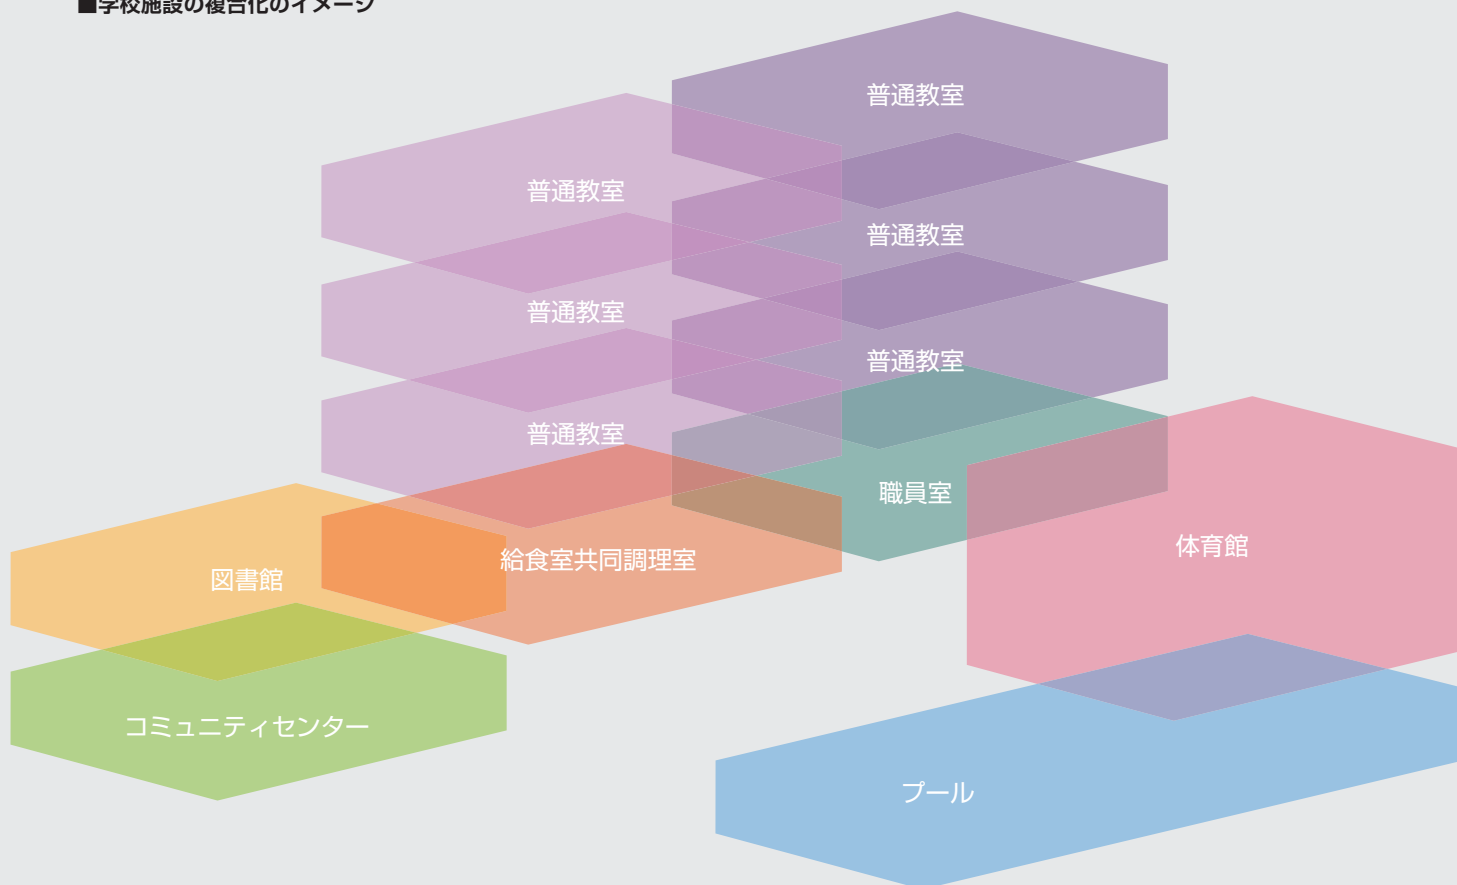 ■学校施設の複合化のイメージ
普通教室
普通教室
普通教室
普通教室
普通教室
普通教室
職員室
体育館
給食室共同調理室
図書館
コミュニティセンター
プール